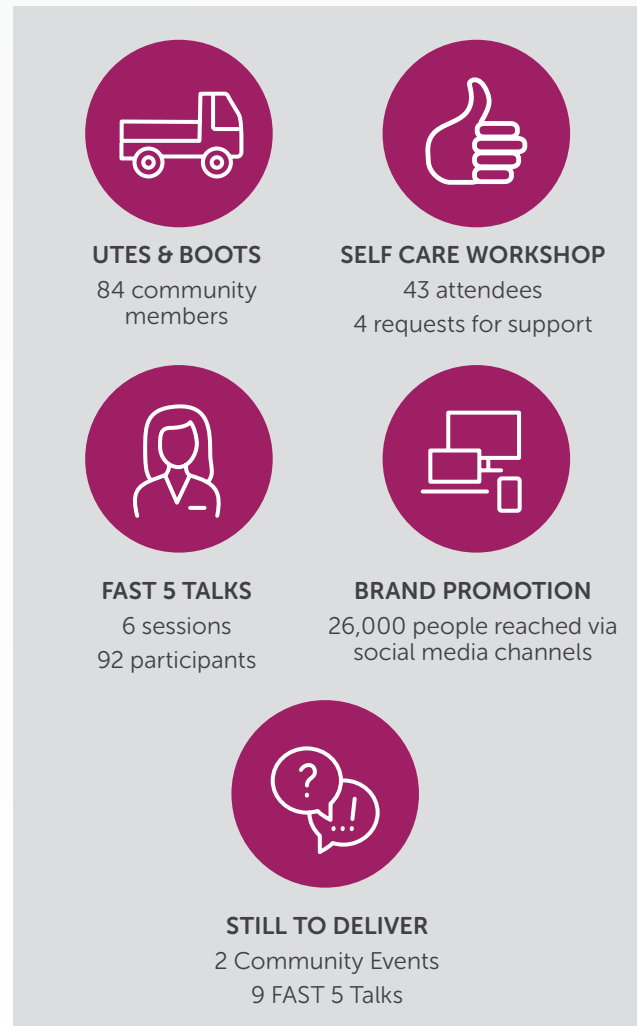 UTES & BOOTS
84 community
members
SELF CARE WORKSHOP
43 attendees
4 requests for support
FAST 5 TALKS
6 sessions
92 participants
BRAND PROMOTION
26,000 people reached via
social media channels
?
...!
STILL TO DELIVER
2 Community Events
9 FAST 5 Talks